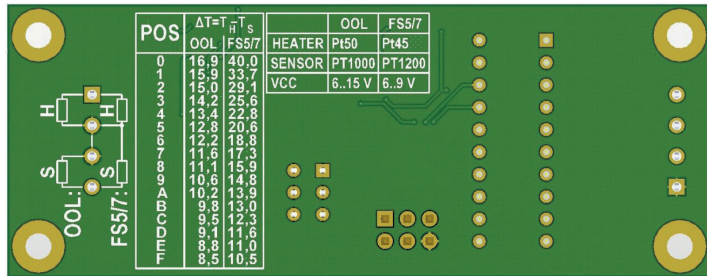 POS ΔT=T_H-T_S
OOL FS5/7
0 16,9 40,0
1 15,9 33,7
2 15,0 29,1
3 14,2 25,6
4 13,4 22,8
5 12,8 20,6
6 12,2 18,8
7 11,6 17,3
8 11,1 15,9
9 10,6 14,8
A 10,2 13,9
B 9,8 13,0
C 9,5 12,3
D 9,1 11,6
E 8,8 11,0
F 8,5 10,5
OOL FS5/7
HEATER Pt50 Pt45
SENSOR PT1000 PT1200
VCC 6..15 V 6..9 V
H H
S S
OOL:
FS5/7: